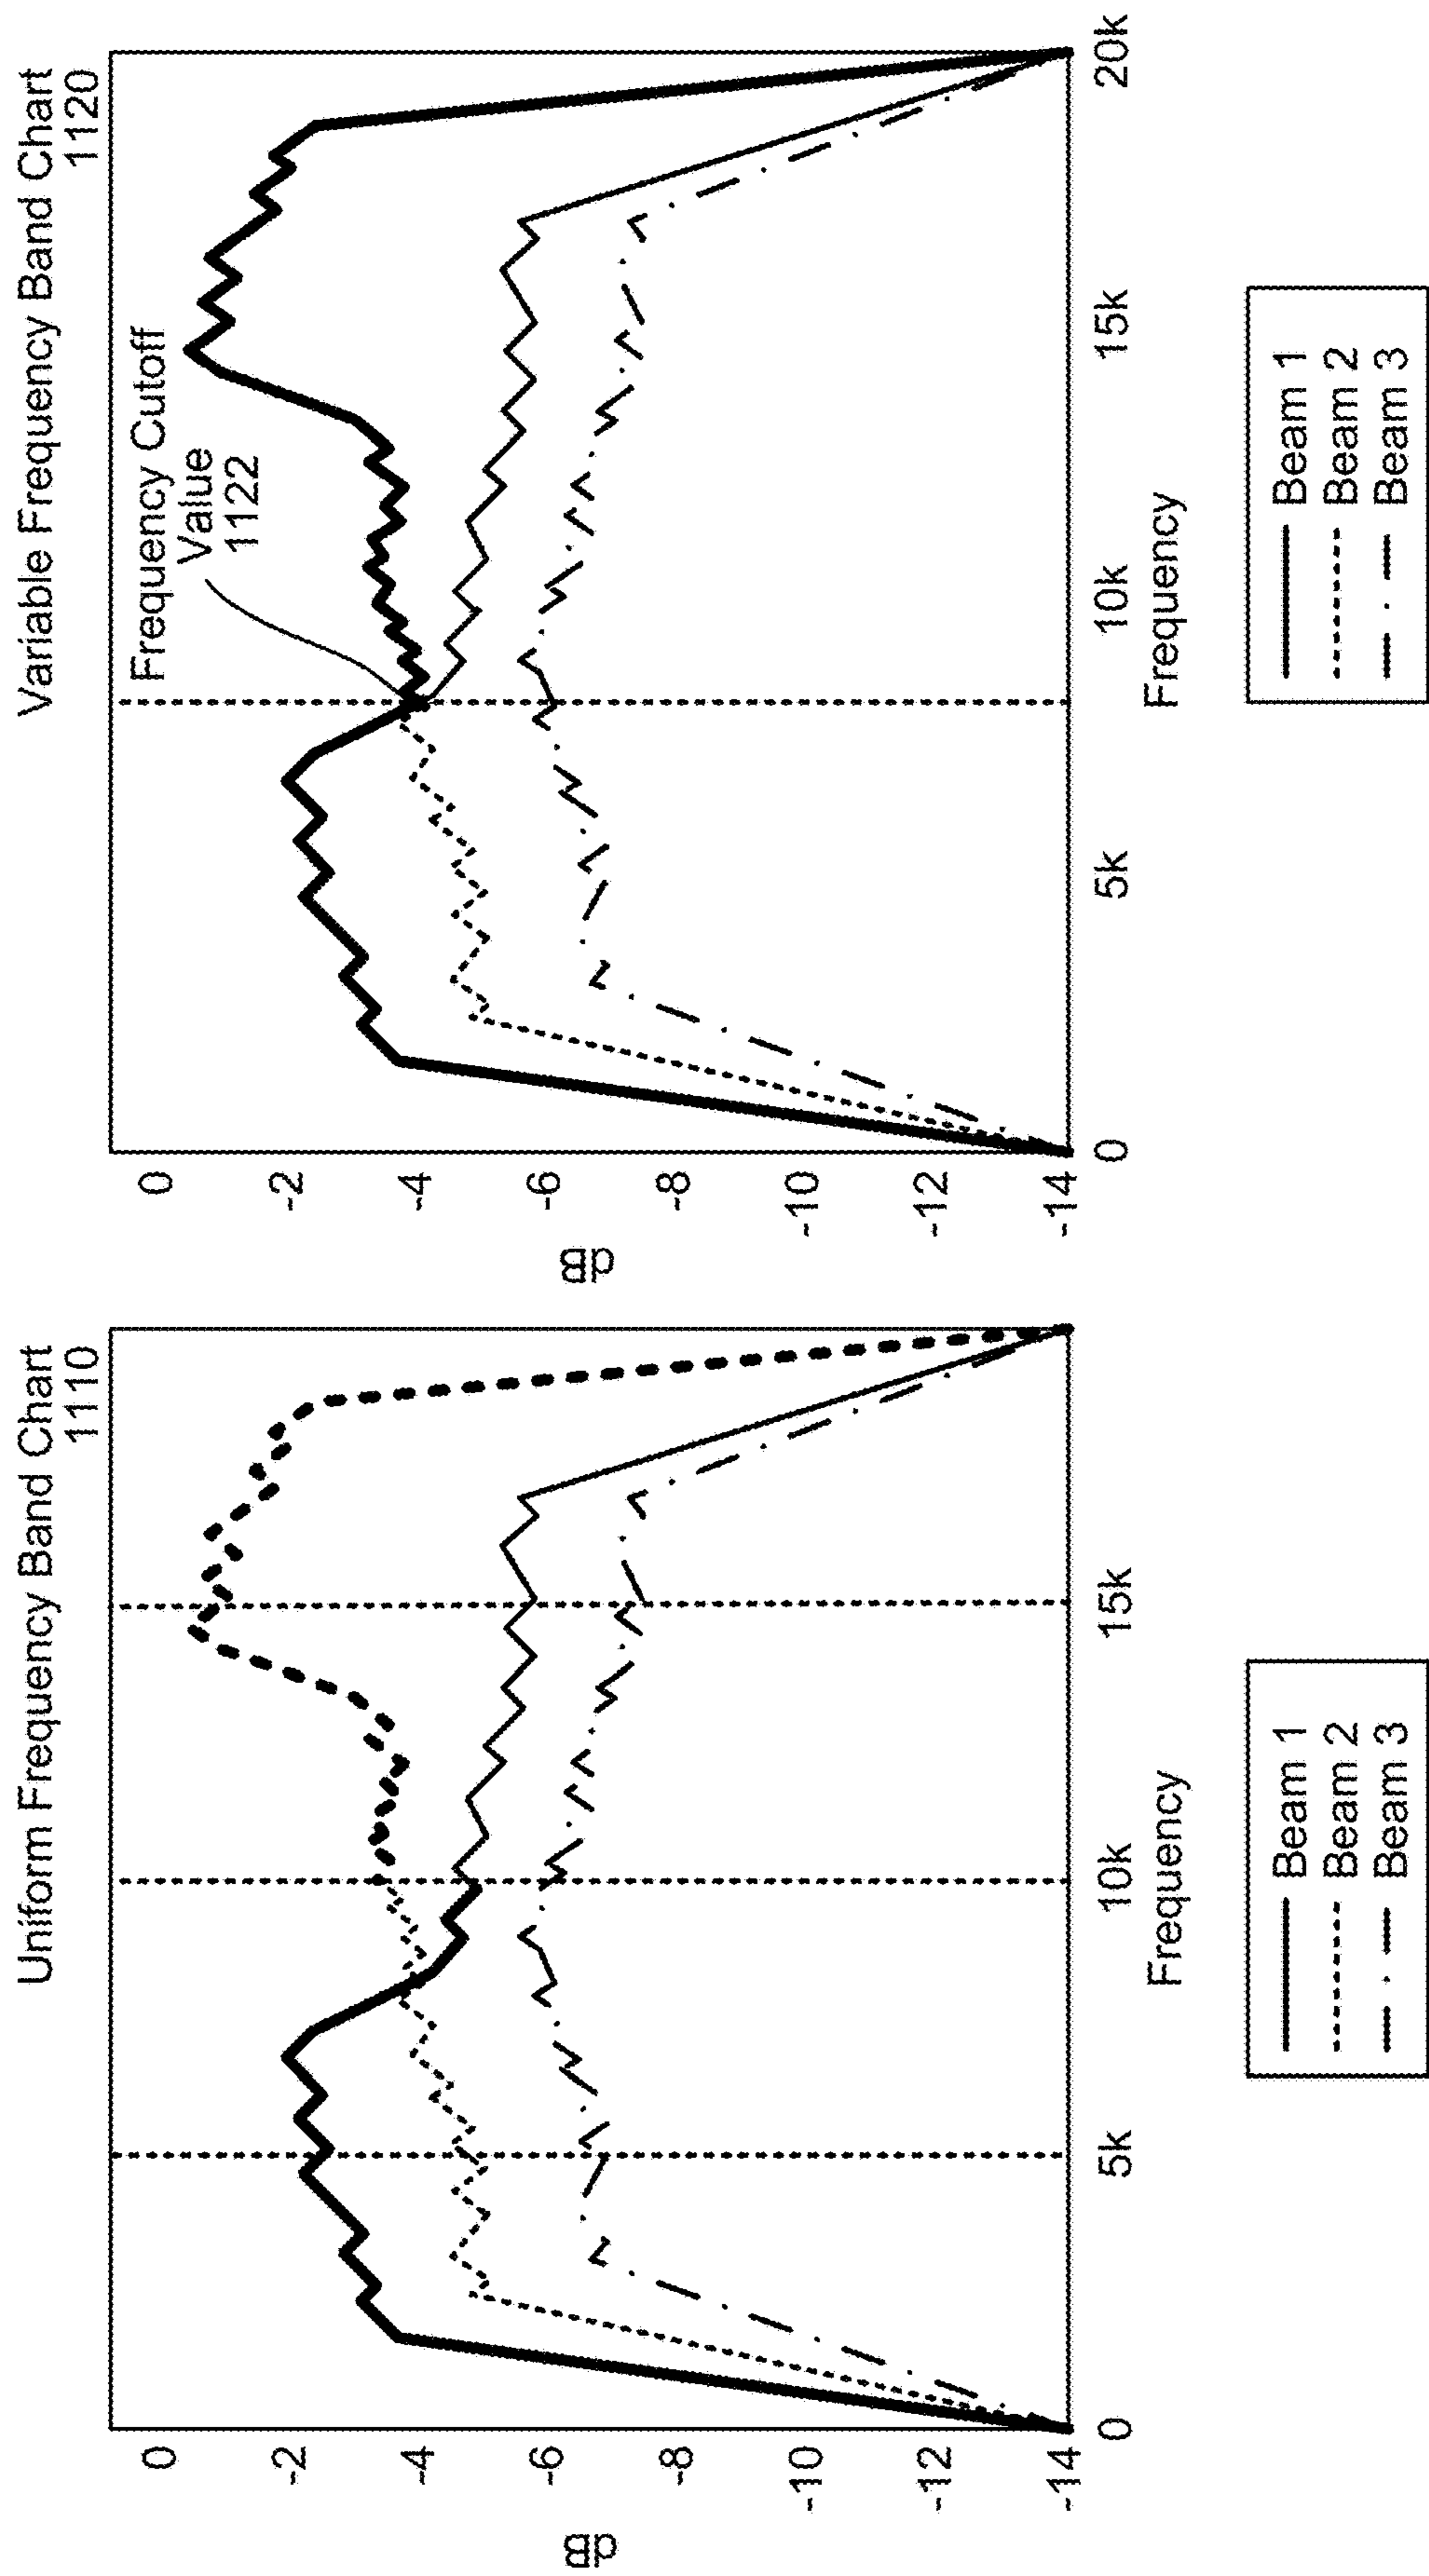 Uniform Frequency Band Chart
1110
dB
0
-2
-4
-6
-8
-10
-12
-14
0
5k
10k
15k
Frequency
Beam 1
Beam 2
Beam 3
Variable Frequency Band Chart
1120
Frequency Cutoff
Value
1122
dB
0
-2
-4
-6
-8
-10
-12
-14
0
5k
10k
15k
20k
Frequency
Beam 1
Beam 2
Beam 3